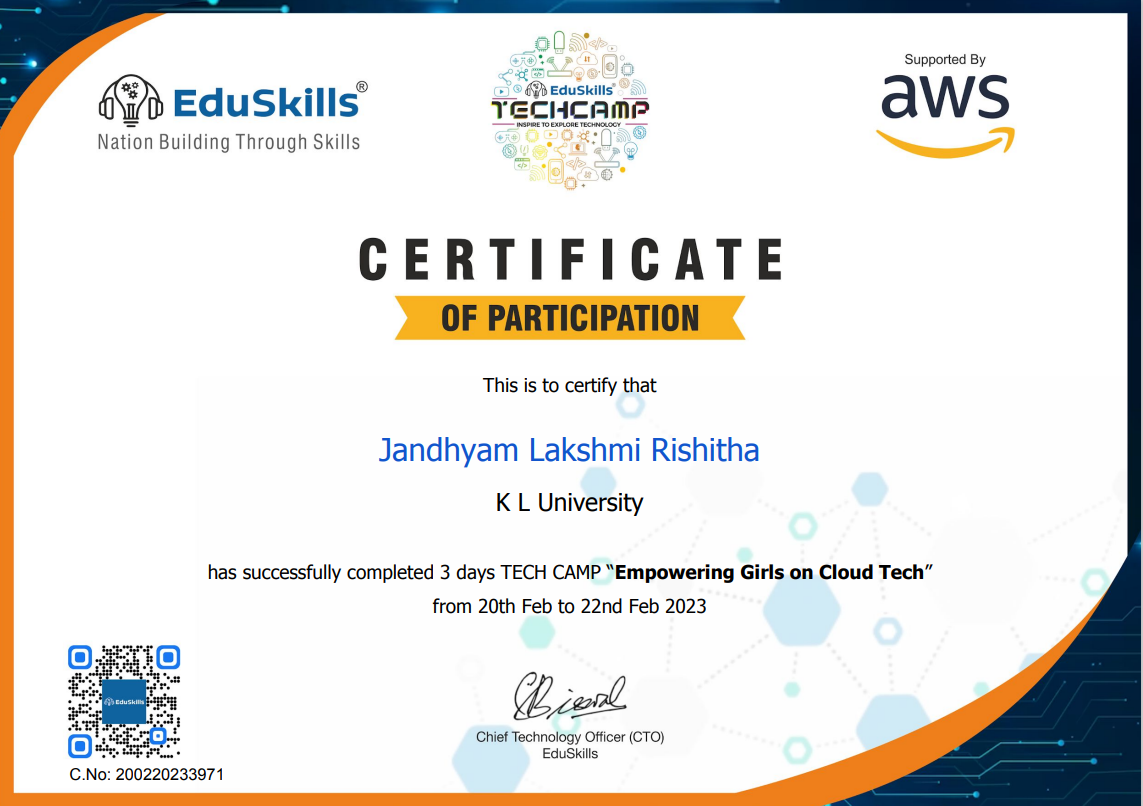 EduSkills®
Nation Building Through Skills
EduSkills®
TECHCAMP
INSPIRE TO EXPLORE TECHNOLOGY
Supported By
aws
CERTIFICATE
OF PARTICIPATION
This is to certify that
Jandhyam Lakshmi Rishitha
K L University
has successfully completed 3 days TECH CAMP “Empowering Girls on Cloud Tech”
from 20th Feb to 22nd Feb 2023
EduSkills
Chief Technology Officer (CTO)
EduSkills
C.No: 200220233971